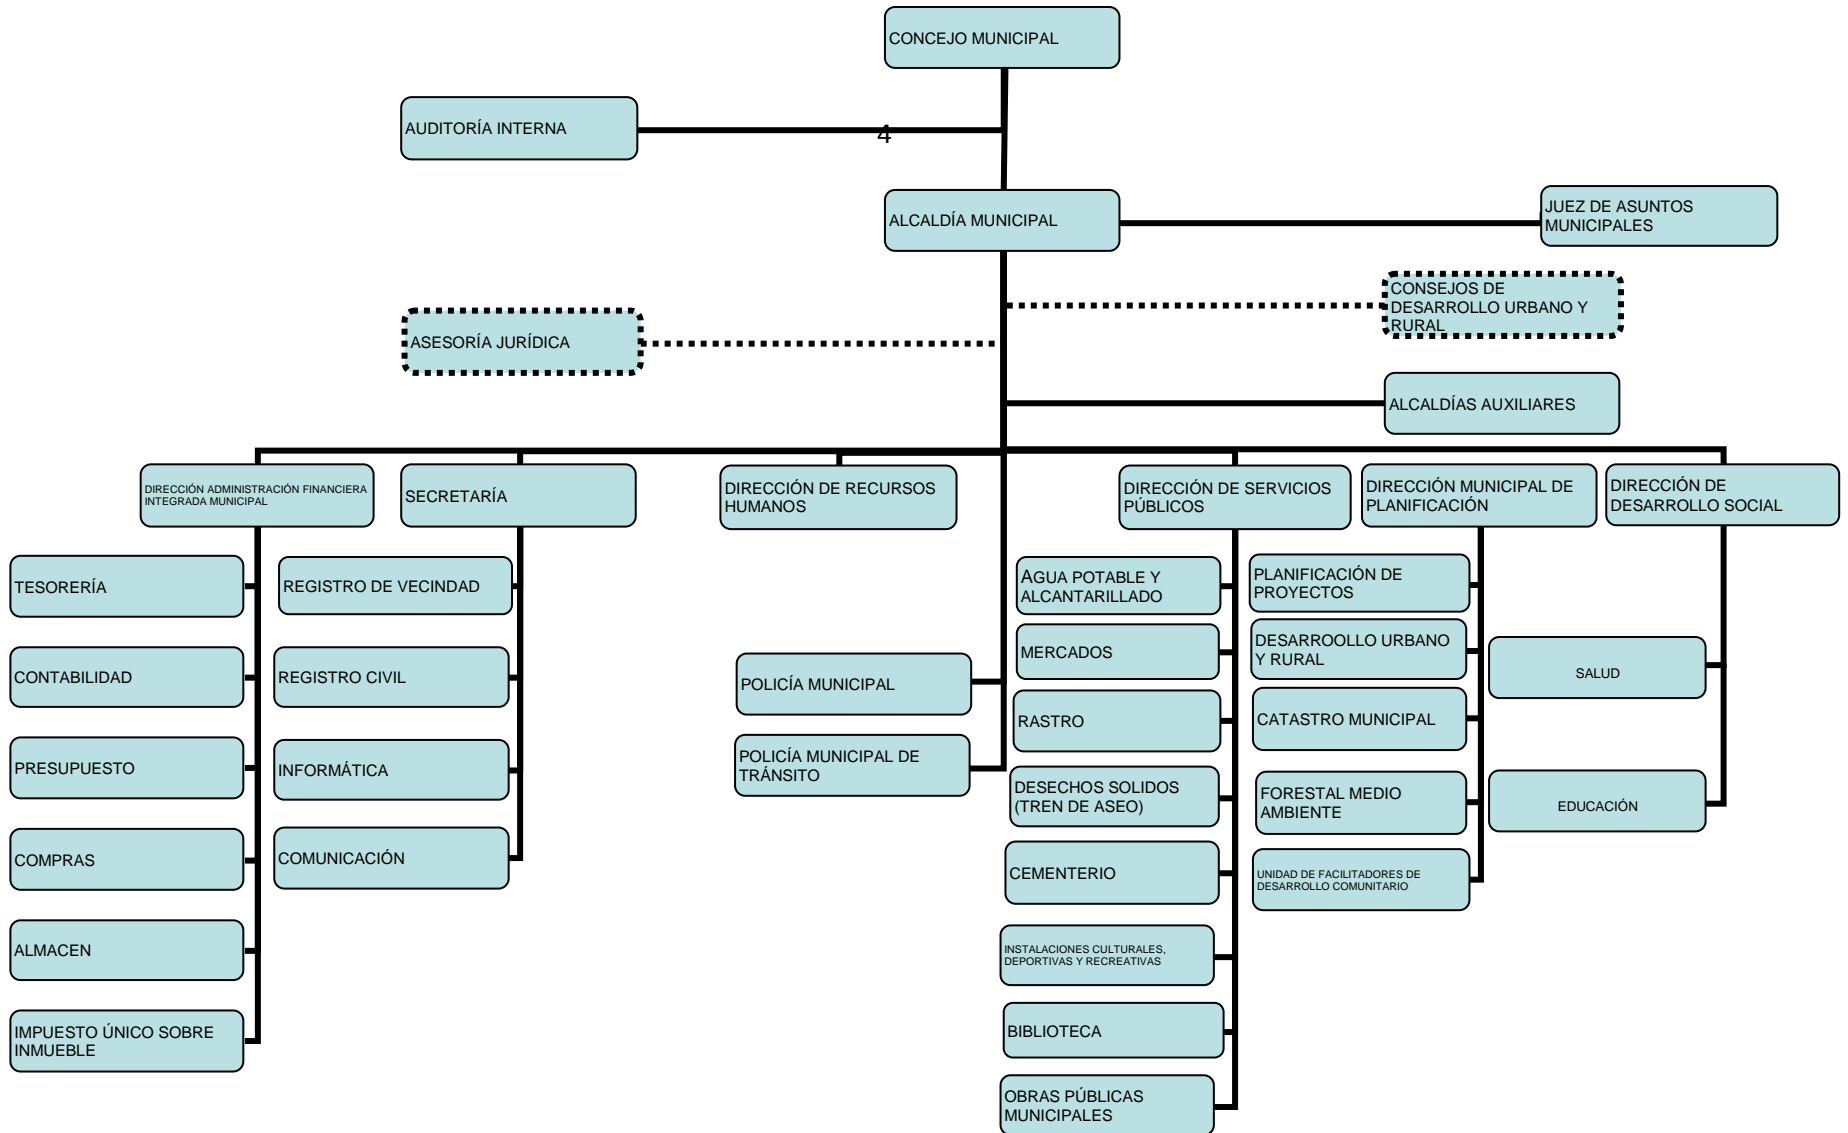 CONCEJO MUNICIPAL
AUDITORÍA INTERNA
4
ALCALDÍA MUNICIPAL
JUEZ DE ASUNTOS
MUNICIPALES
CONSEJOS DE
DESARROLLO URBANO Y
RURAL
ASESORÍA JURÍDICA
ALCALDÍAS AUXILIARES
DIRECCIÓN ADMINISTRACIÓN FINANCIERA
INTEGRADA MUNICIPAL
SECRETARÍA
DIRECCIÓN DE RECURSOS
HUMANOS
DIRECCIÓN DE SERVICIOS
PÚBLICOS
DIRECCIÓN MUNICIPAL DE
PLANIFICACIÓN
DIRECCIÓN DE
DESARROLLO SOCIAL
TESORERÍA
CONTABILIDAD
PRESUPUESTO
COMPRAS
ALMACEN
IMPUESTO ÚNICO SOBRE
INMUEBLE
REGISTRO DE VECINDAD
REGISTRO CIVIL
INFORMÁTICA
COMUNICACIÓN
POLICÍA MUNICIPAL
POLICÍA MUNICIPAL DE
TRÁNSITO
AGUA POTABLE Y
ALCANTARILLADO
MERCADOS
RASTRO
DESECHOS SOLIDOS
(TREN DE ASEO)
CEMENTERIO
INSTALACIONES CULTURALES,
DEPORTIVAS Y RECREATIVAS
BIBLIOTECA
OBRAS PÚBLICAS
MUNICIPALES
PLANIFICACIÓN DE
PROYECTOS
DESARROOLLO URBANO
Y RURAL
CATASTRO MUNICIPAL
FORESTAL MEDIO
AMBIENTE
UNIDAD DE FACILITADORES DE
DESARROLLO COMUNITARIO
SALUD
EDUCACIÓN